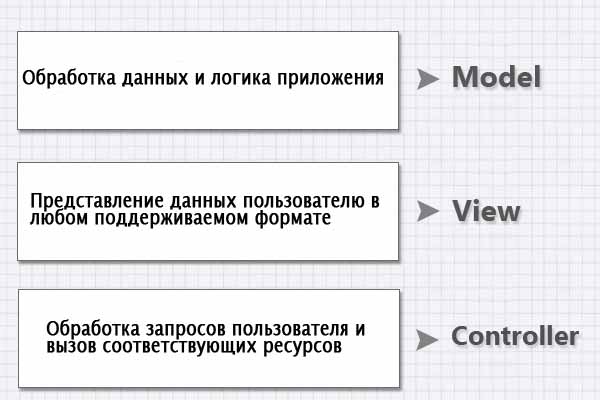 Обработка данных и логика приложения
Model
Представление данных пользователю в
любом поддерживаемом формате
View
Обработка запросов пользователя и
вызов соответствующих ресурсов
Controller